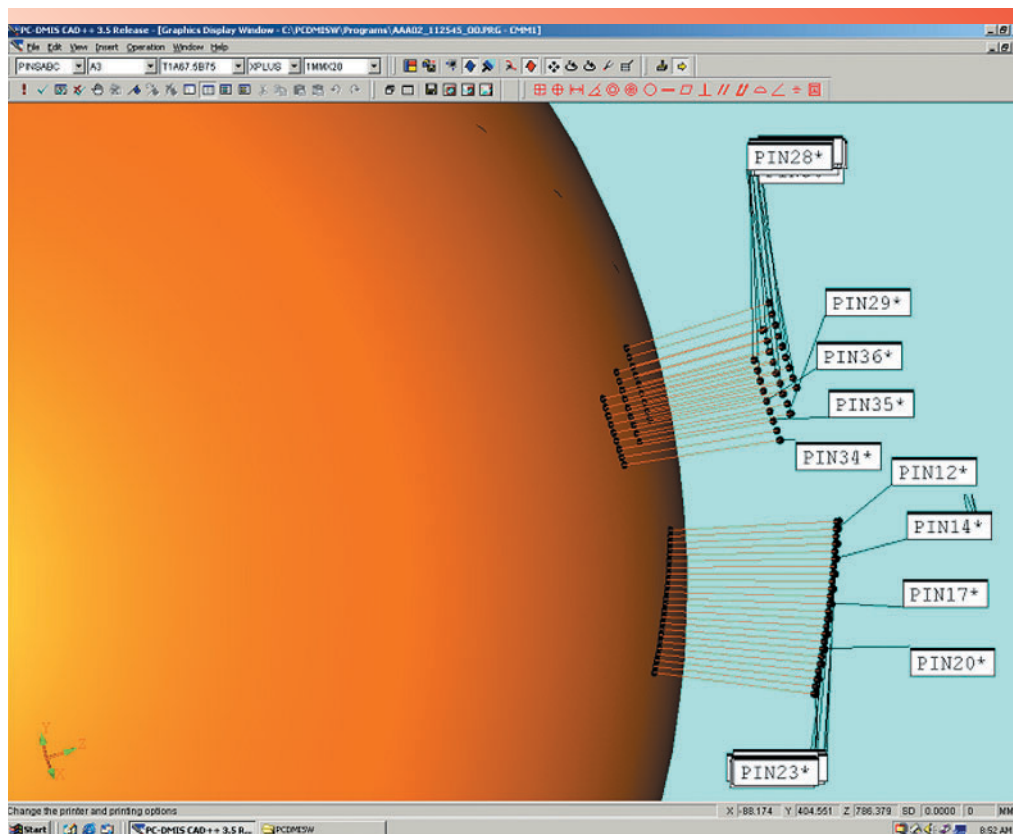 PC-DMIS CAD++ 3.5 Release - [Graphics Display Window - C:\PCDMISW\Programs\AAA02_112545_00.PRG - CMM1]
File Edit View Insert Operation Window Help
PINSABC A3 T1A67.5B75 XPLUS 1MMX20
PIN28*
PIN29*
PIN36*
PIN35*
PIN34*
PIN12*
PIN14*
PIN17*
PIN20*
PIN23*
Y
Z
X
Change the printer and printing options X -88.174 Y 404.551 Z 786.379 SD 0.0000 0 MM
Start PC-DMIS CAD++ 3.5 R... PCDMISW 8:52 AM